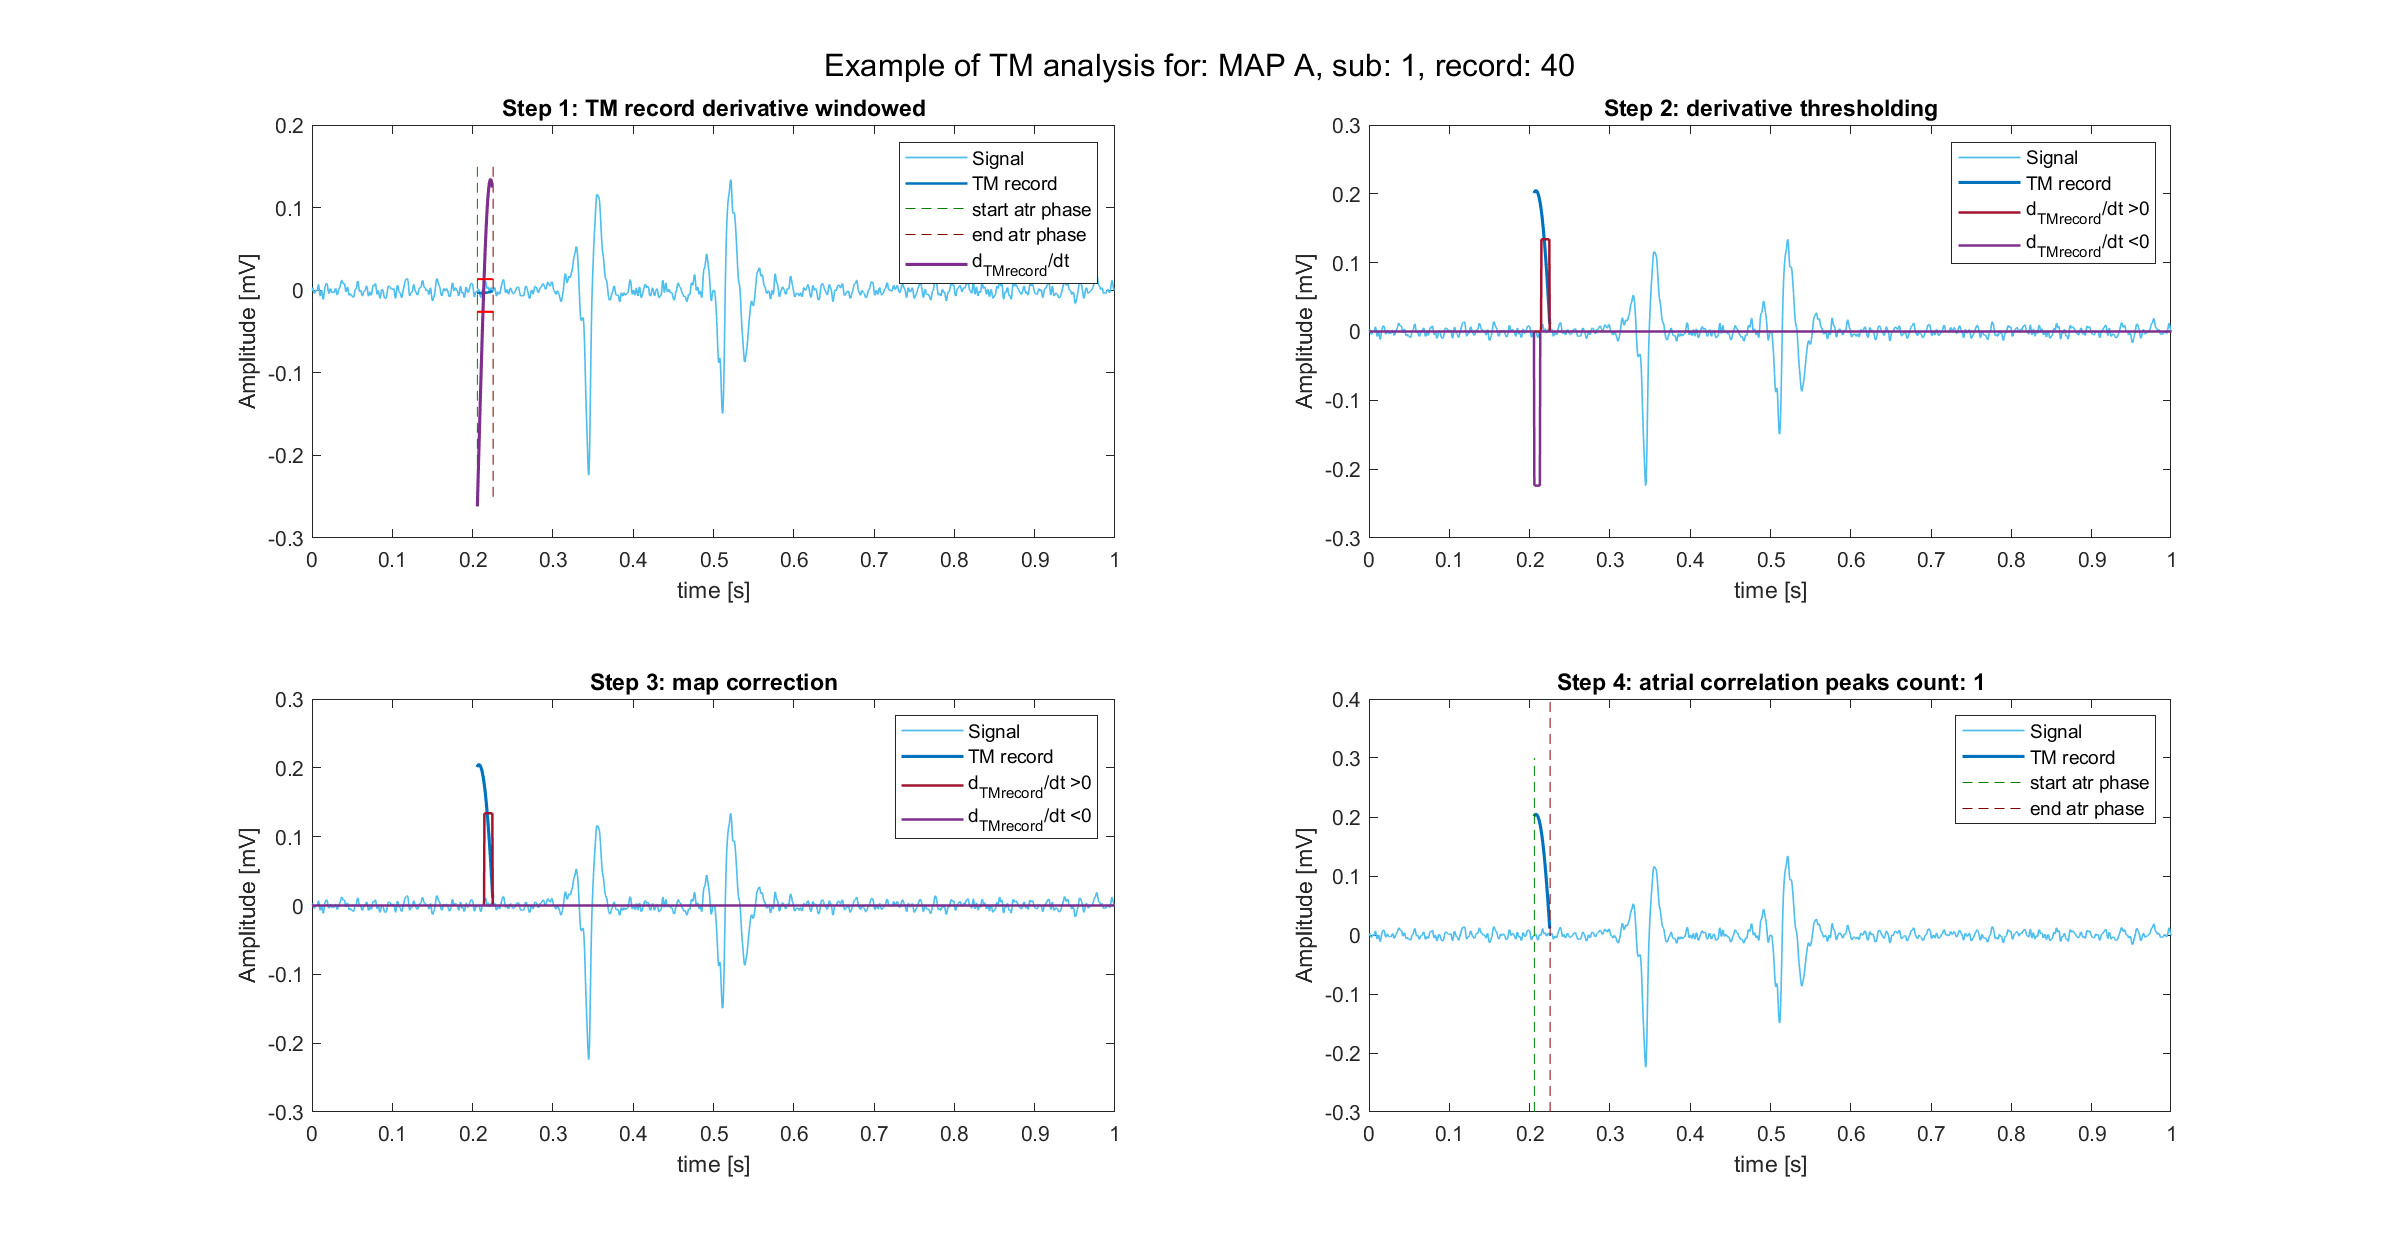 Example of TM analysis for: MAP A, sub: 1, record: 40
Step 1: TM record derivative windowed
0.2
0.1
0
-0.1
-0.2
-0.3
Amplitude [mV]
Signal
TM record
start atr phase
end atr phase
dTMrecord/dt
0 0.1 0.2 0.3 0.4 0.5 0.6 0.7 0.8 0.9 1
time [s]
Step 2: derivative thresholding
0.3
0.2
0.1
0
-0.1
-0.2
-0.3
Amplitude [mV]
Signal
TM record
dTMrecord/dt >0
dTMrecord/dt <0
0 0.1 0.2 0.3 0.4 0.5 0.6 0.7 0.8 0.9 1
time [s]
Step 3: map correction
0.3
0.2
0.1
0
-0.1
-0.2
-0.3
Amplitude [mV]
Signal
TM record
dTMrecord/dt >0
dTMrecord/dt <0
0 0.1 0.2 0.3 0.4 0.5 0.6 0.7 0.8 0.9 1
time [s]
Step 4: atrial correlation peaks count: 1
0.4
0.3
0.2
0.1
0
-0.1
-0.2
-0.3
Amplitude [mV]
Signal
TM record
start atr phase
end atr phase
0 0.1 0.2 0.3 0.4 0.5 0.6 0.7 0.8 0.9 1
time [s]